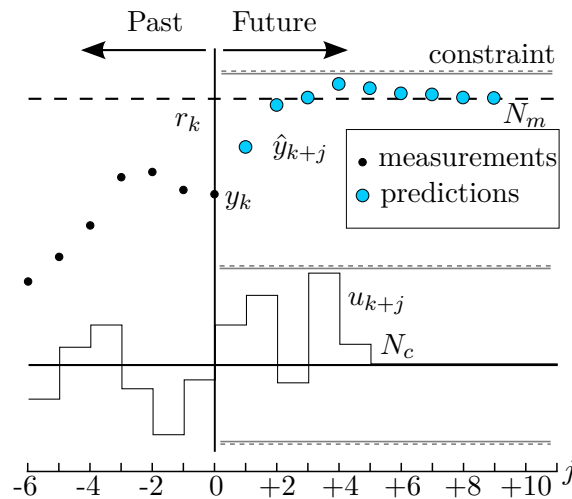 Past Future
constraint
r_k
N_m
ŷ_{k+j}
measurements
predictions
y_k
u_{k+j}
N_c
-6 -4 -2 0 +2 +4 +6 +8 +10 j